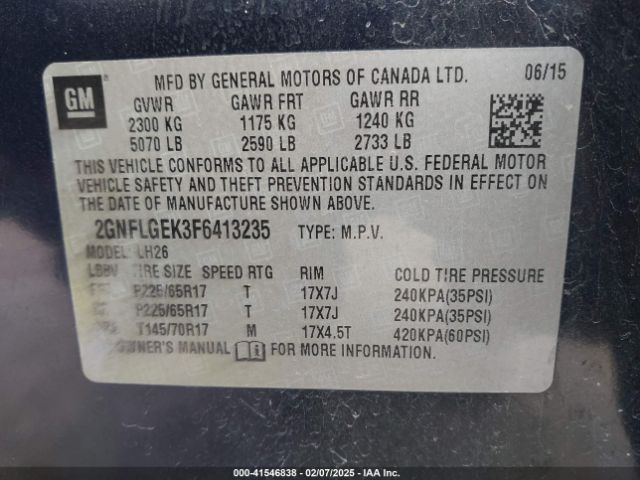 GM
MFD BY GENERAL MOTORS OF CANADA LTD. 06/15
GVWR GAWR FRT GAWR RR
2300 KG 1175 KG 1240 KG
5070 LB 2590 LB 2733 LB
THIS VEHICLE CONFORMS TO ALL APPLICABLE U.S. FEDERAL MOTOR
VEHICLE SAFETY AND THEFT PREVENTION STANDARDS IN EFFECT ON
THE DATE OF MANUFACTURE SHOWN ABOVE.
2GNFLGEK3F6413235 TYPE: M.P.V.
MODEL: LH26
TIRE SIZE SPEED RTG RIM COLD TIRE PRESSURE
P225/65R17 T 17X7J 240KPA(35PSI)
P225/65R17 T 17X7J 240KPA(35PSI)
T145/70R17 M 17X4.5T 420KPA(60PSI)
OWNER'S MANUAL FOR MORE INFORMATION.
000-41546838 - 02/07/2025 - IAA Inc.